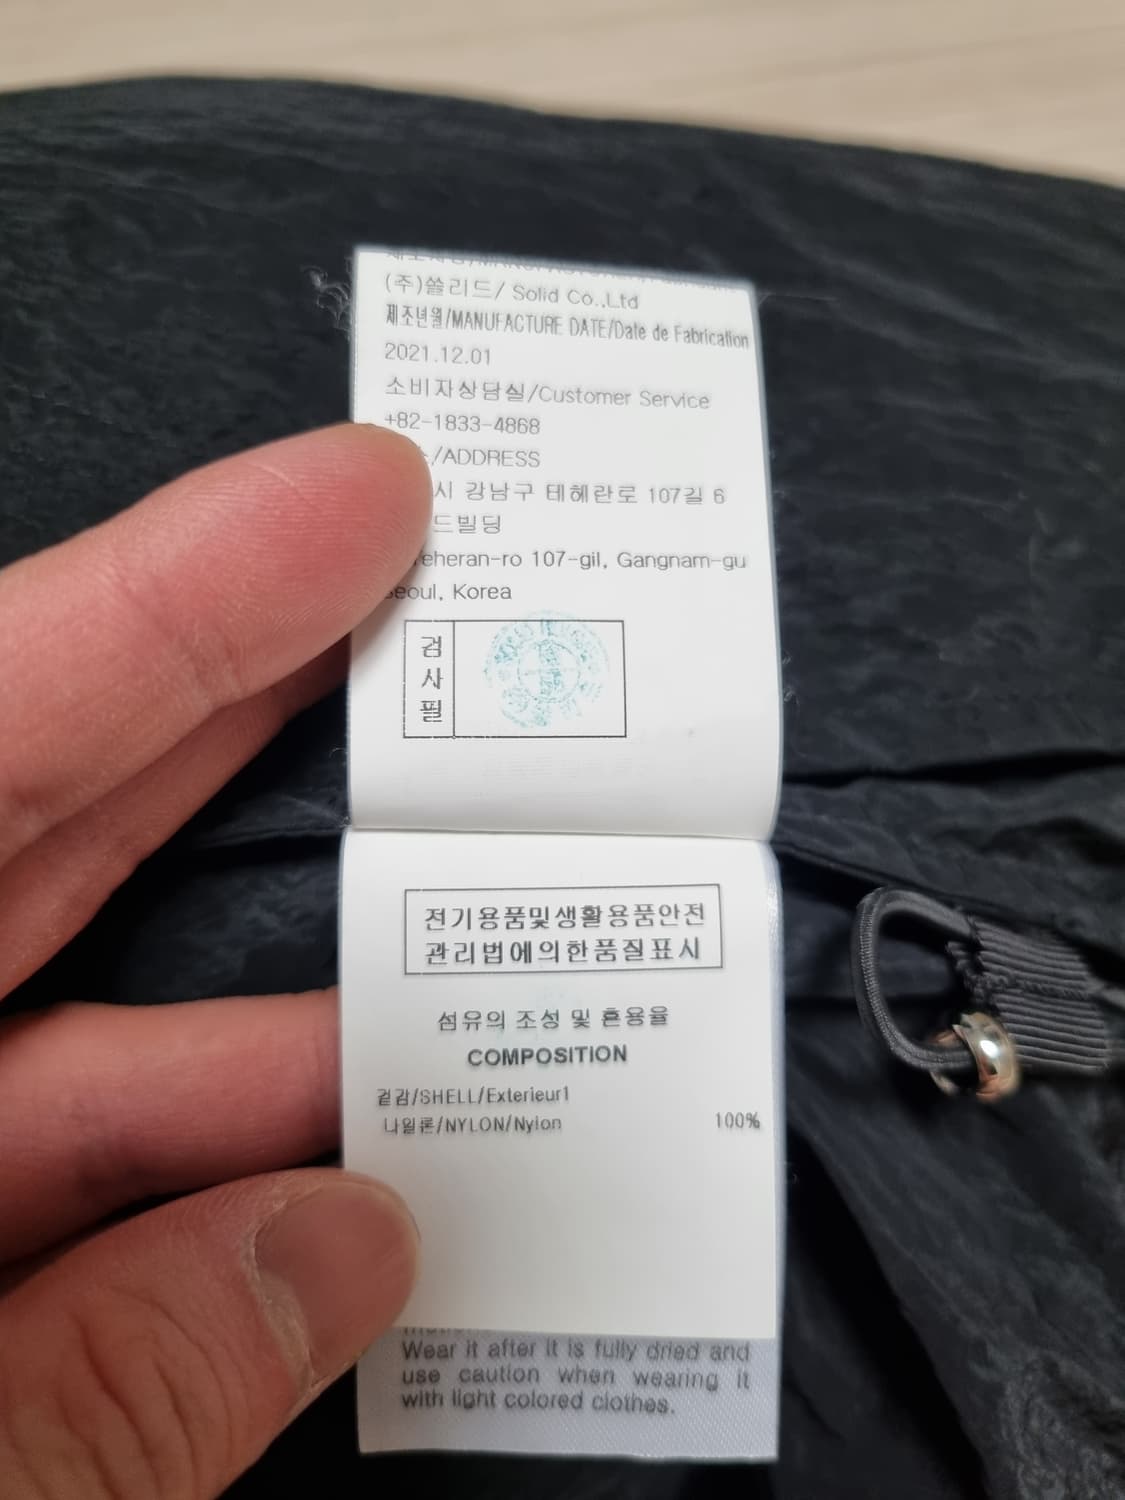 (주)쏠리드/ Solid Co.,Ltd
제조년월/MANUFACTURE DATE/Date de Fabrication
2021.12.01
소비자상담실/Customer Service
+82-1833-4868
/ADDRESS
시 강남구 테헤란로 107길 6
드빌딩
eheran-ro 107-gil, Gangnam-gu
Seoul, Korea
검
사
필
전기용품및생활용품안전
관리법에의한품질표시
섬유의 조성 및 혼용율
COMPOSITION
겉감/SHELL/Exterieur1
나일론/NYLON/Nylon 100%
Wear it after it is fully dried and
use caution when wearing it
with light colored clothes.